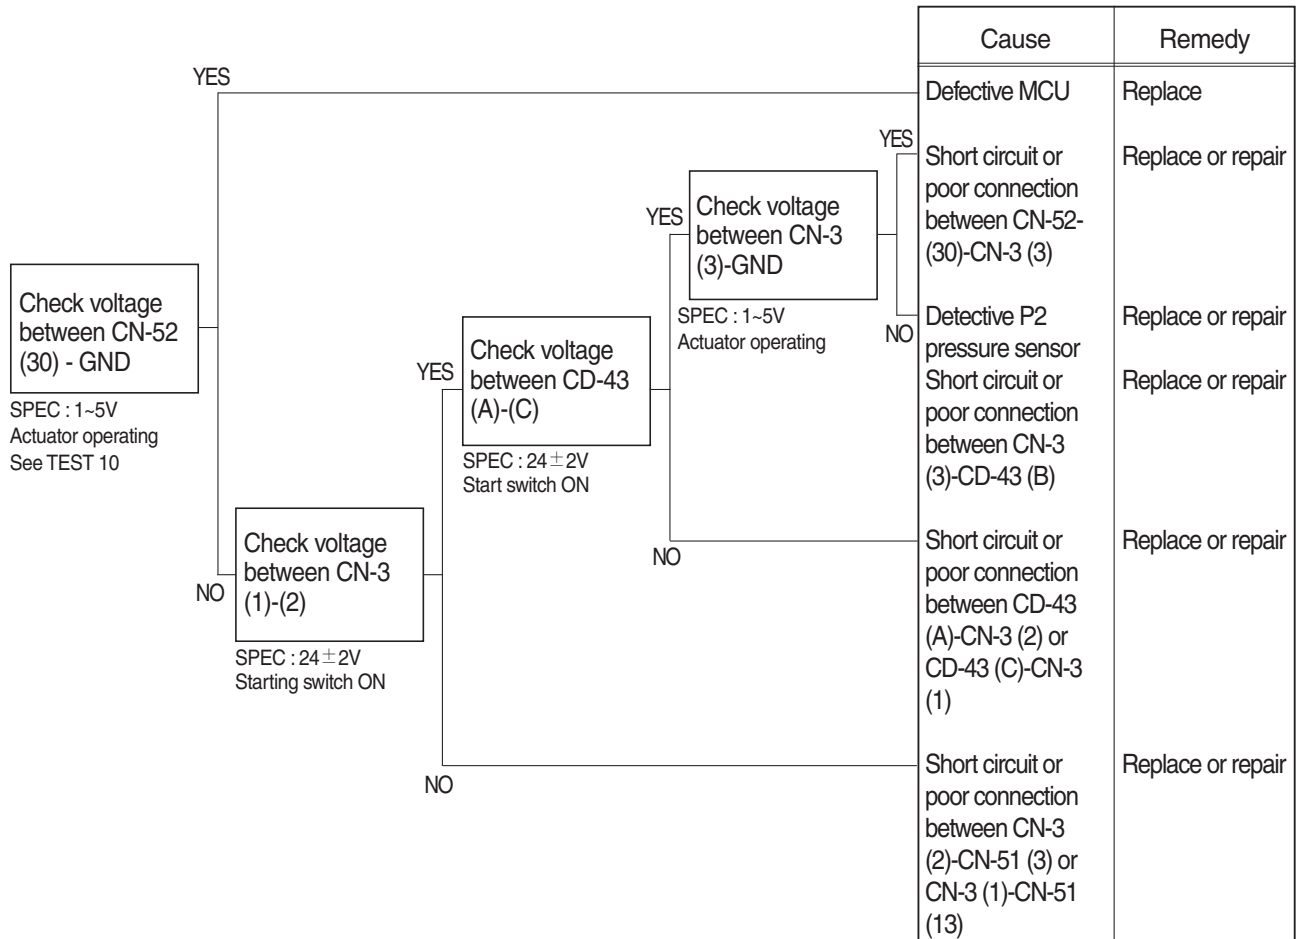 Cause
Remedy
YES
Defective MCU
Replace
YES
Short circuit or
poor connection
between CN-52-
(30)-CN-3 (3)
Replace or repair
YES
Check voltage
between CN-3
(3)-GND
SPEC : 1~5V
Actuator operating
NO
Detective P2
pressure sensor
Replace or repair
Short circuit or
poor connection
between CN-3
(3)-CD-43 (B)
Replace or repair
Check voltage
between CN-52
(30) - GND
SPEC : 1~5V
Actuator operating
See TEST 10
YES
Check voltage
between CD-43
(A)-(C)
SPEC : 24±2V
Start switch ON
NO
Short circuit or
poor connection
between CD-43
(A)-CN-3 (2) or
CD-43 (C)-CN-3
(1)
Replace or repair
NO
Check voltage
between CN-3
(1)-(2)
SPEC : 24±2V
Starting switch ON
NO
Short circuit or
poor connection
between CN-3
(2)-CN-51 (3) or
CN-3 (1)-CN-51
(13)
Replace or repair